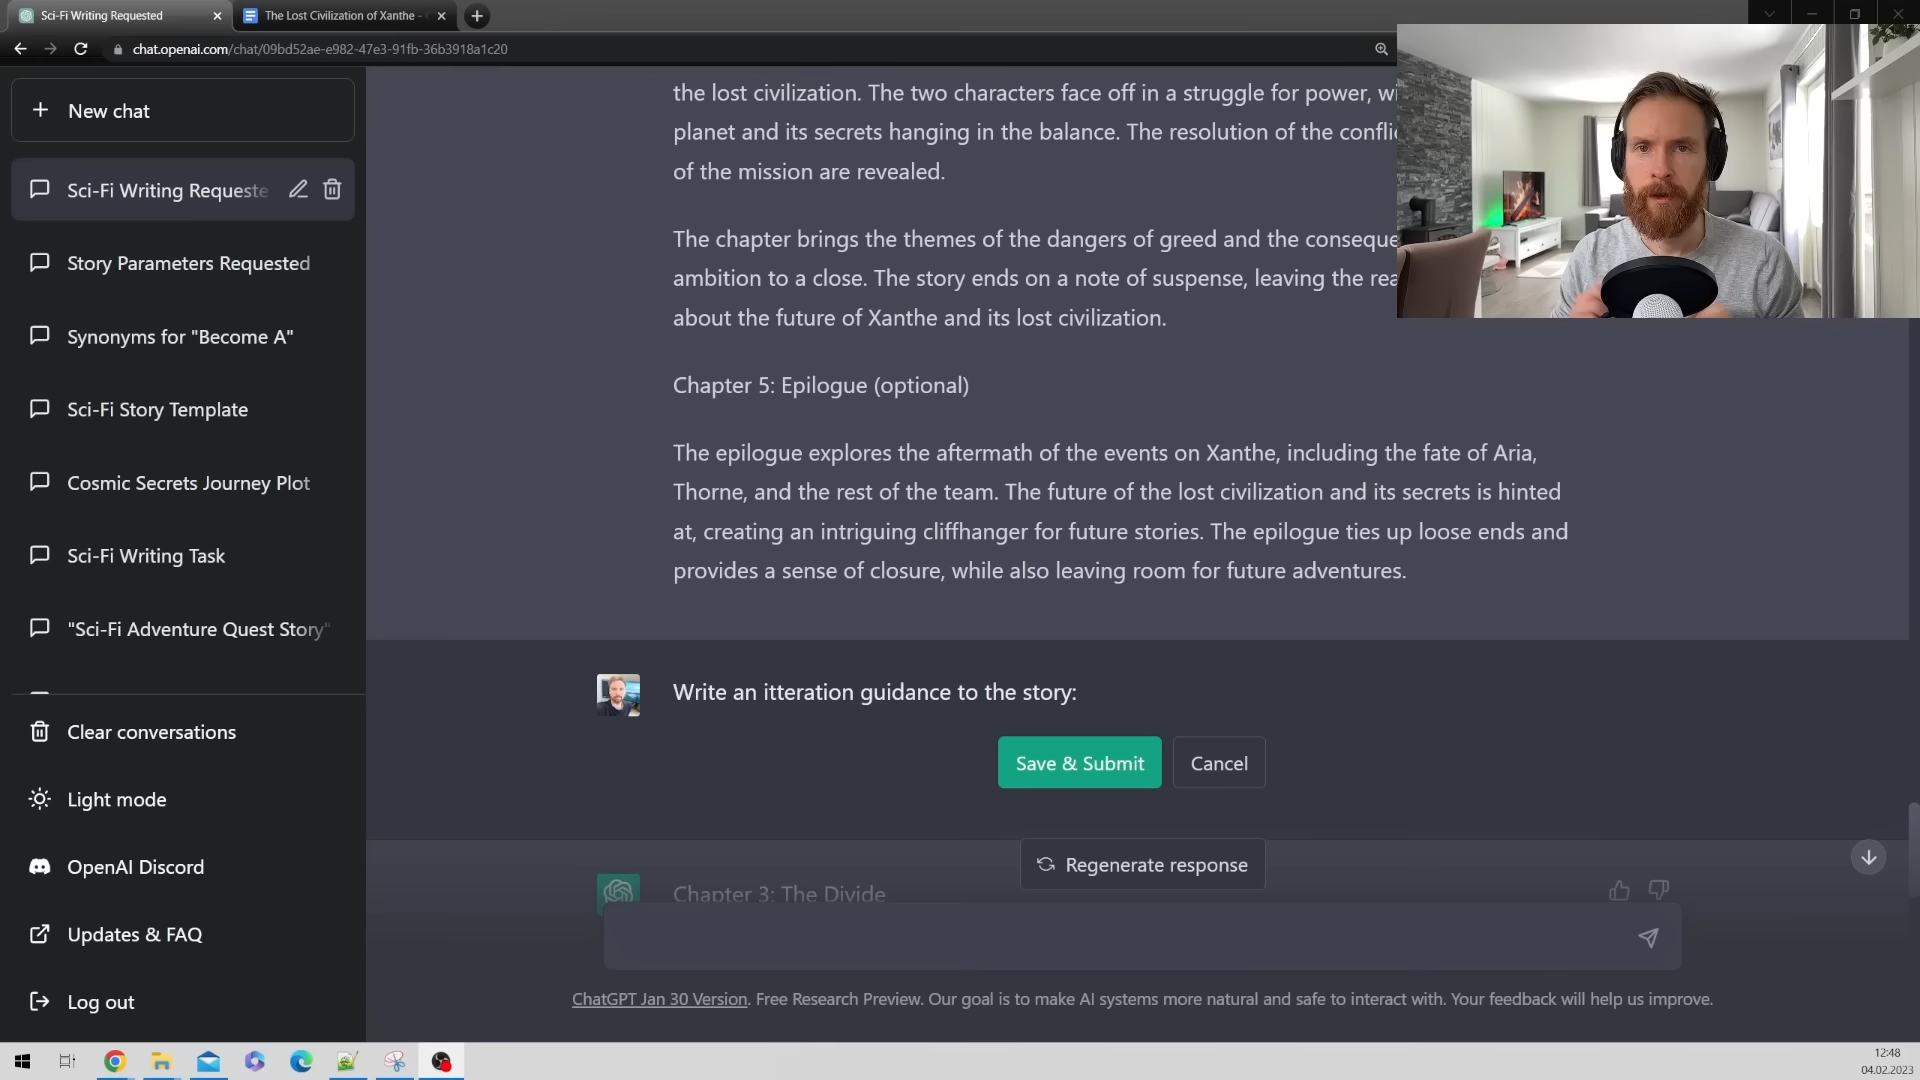 Sci-Fi Writing Requested
The Lost Civilization of Xanthe -
chat.openai.com/chat/09bd52ae-e982-47e3-91fb-36b3918a1c20
New chat
Sci-Fi Writing Requeste
Story Parameters Requested
Synonyms for "Become A"
Sci-Fi Story Template
Cosmic Secrets Journey Plot
Sci-Fi Writing Task
"Sci-Fi Adventure Quest Story"
Clear conversations
Light mode
OpenAI Discord
Updates & FAQ
Log out
the lost civilization. The two characters face off in a struggle for power, wi
planet and its secrets hanging in the balance. The resolution of the conflic
of the mission are revealed.
The chapter brings the themes of the dangers of greed and the conseque
ambition to a close. The story ends on a note of suspense, leaving the rea
about the future of Xanthe and its lost civilization.
Chapter 5: Epilogue (optional)
The epilogue explores the aftermath of the events on Xanthe, including the fate of Aria,
Thorne, and the rest of the team. The future of the lost civilization and its secrets is hinted
at, creating an intriguing cliffhanger for future stories. The epilogue ties up loose ends and
provides a sense of closure, while also leaving room for future adventures.
Write an itteration guidance to the story:
Save & Submit
Cancel
Regenerate response
Chapter 3: The Divide
ChatGPT Jan 30 Version. Free Research Preview. Our goal is to make AI systems more natural and safe to interact with. Your feedback will help us improve.
12:48
04.02.2023